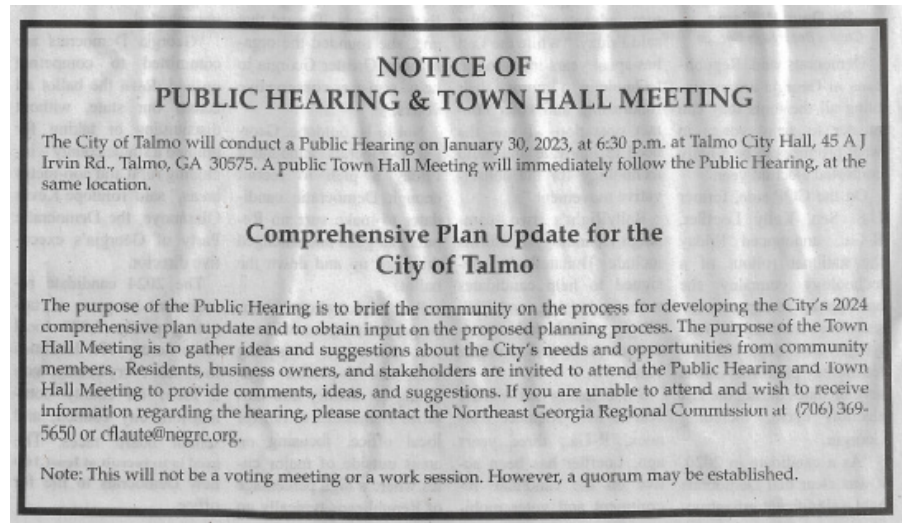 NOTICE OF
PUBLIC HEARING & TOWN HALL MEETING
The City of Talmo will conduct a Public Hearing on January 30, 2023, at 6:30 p.m. at Talmo City Hall, 45 A J
Irvin Rd., Talmo, GA 30575. A public Town Hall Meeting will immediately follow the Public Hearing, at the
same location.
Comprehensive Plan Update for the
City of Talmo
The purpose of the Public Hearing is to brief the community on the process for developing the City's 2024
comprehensive plan update and to obtain input on the proposed planning process. The purpose of the Town
Hall Meeting is to gather ideas and suggestions about the City's needs and opportunities from community
members. Residents, business owners, and stakeholders are invited to attend the Public Hearing and Town
Hall Meeting to provide comments, ideas, and suggestions. If you are unable to attend and wish to receive
information regarding the hearing, please contact the Northeast Georgia Regional Commission at (706) 369-
5650 or cflaute@negrc.org.
Note: This will not be a voting meeting or a work session. However, a quorum may be established.